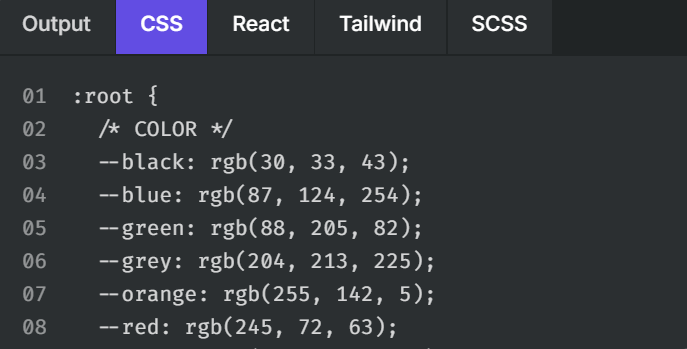 Output CSS React Tailwind SCSS
01 :root {
02 /* COLOR */
03 --black: rgb(30, 33, 43);
04 --blue: rgb(87, 124, 254);
05 --green: rgb(88, 205, 82);
06 --grey: rgb(204, 213, 225);
07 --orange: rgb(255, 142, 5);
08 --red: rgb(245, 72, 63);